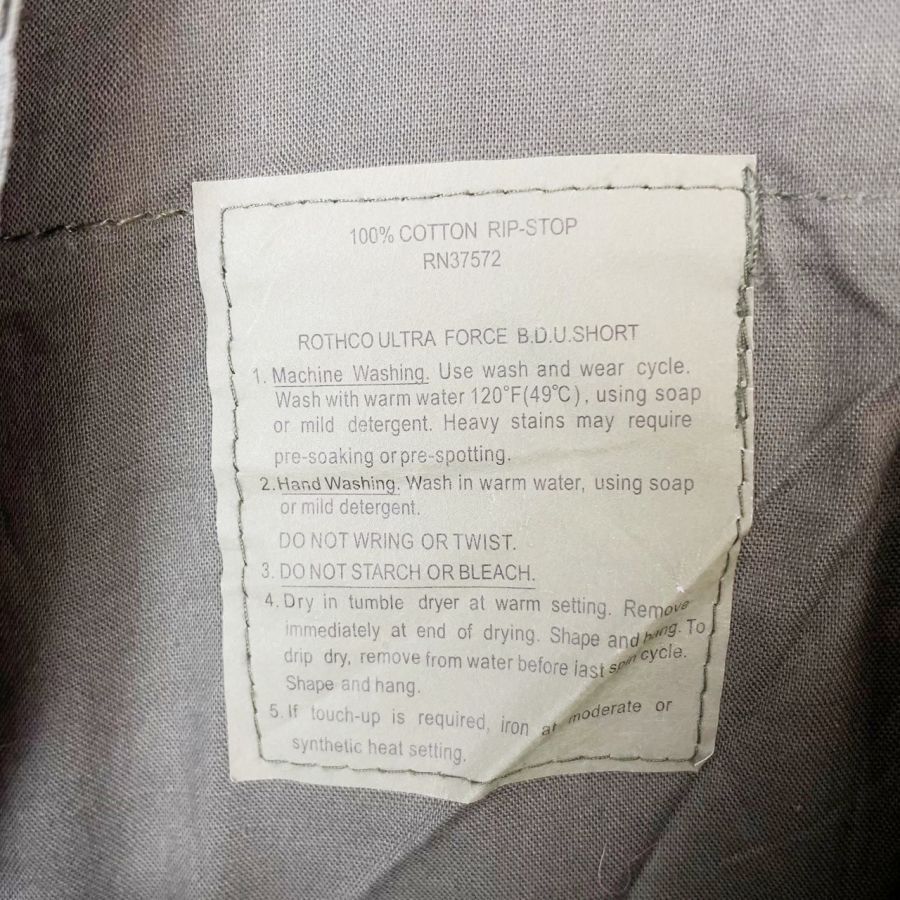 100% COTTON RIP-STOP
RN37572
ROTHCO ULTRA FORCE B.D.U.SHORT
1. Machine Washing. Use wash and wear cycle.
Wash with warm water 120°F(49°C), using soap
or mild detergent. Heavy stains may require
pre-soaking or pre-spotting.
2. Hand Washing. Wash in warm water, using soap
or mild detergent.
DO NOT WRING OR TWIST.
3. DO NOT STARCH OR BLEACH.
4. Dry in tumble dryer at warm setting. Remove
immediately at end of drying. Shape and hang. To
drip dry, remove from water before last spin cycle.
Shape and hang.
5. If touch-up is required, iron at moderate or
synthetic heat setting.